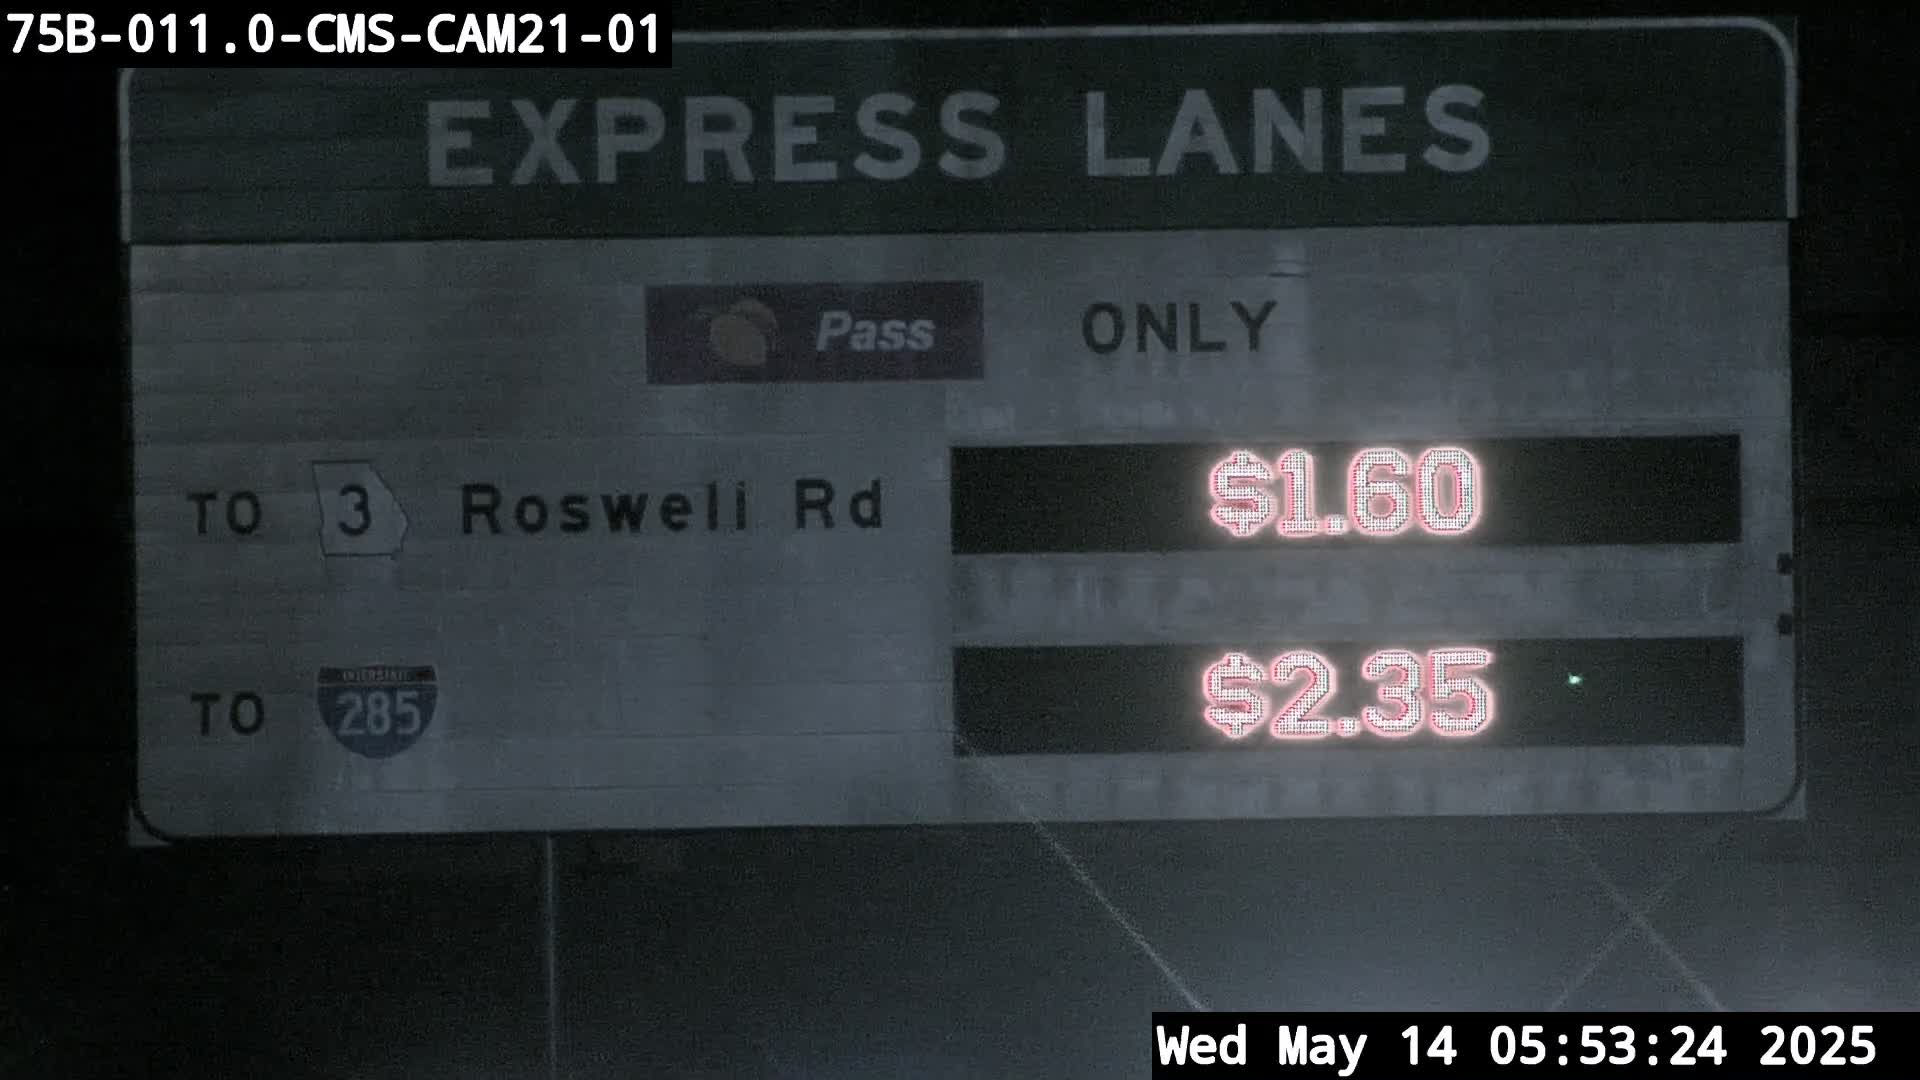 75B-011.0-CMS-CAM21-01
EXPRESS LANES
Pass ONLY
TO 3 Roswell Rd $1.60
INTERSTATE
TO 285 $2.35
Wed May 14 05:53:24 2025